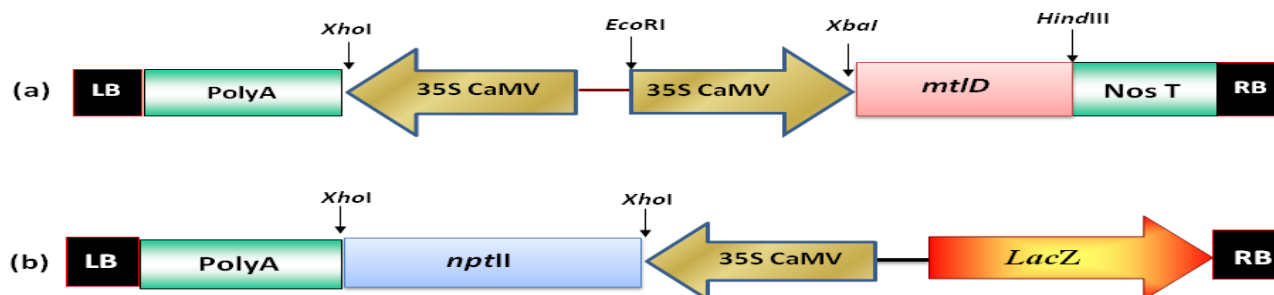 XhoI EcoRI XbaI HindIII
(a) LB PolyA 35S CaMV 35S CaMV mtlD Nos T RB
XhoI XhoI
(b) LB PolyA nptII 35S CaMV LacZ RB